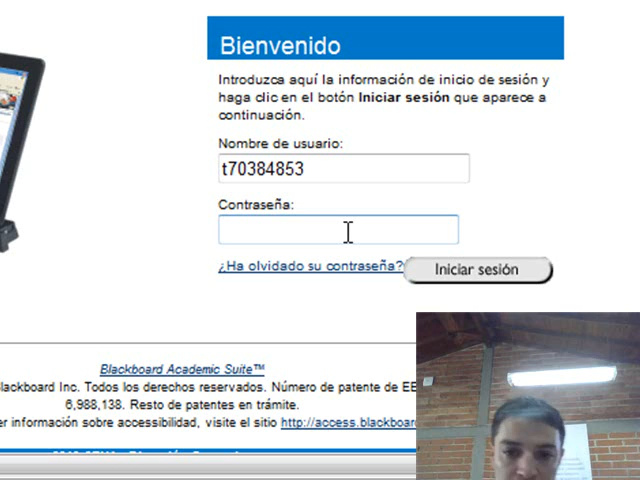 Bienvenido
Introduzca aquí la información de inicio de sesión y
haga clic en el botón Iniciar sesión que aparece a
continuación.
Nombre de usuario:
t70384853
Contraseña:
¿Ha olvidado su contraseña?
Iniciar sesión
Blackboard Academic Suite™
lackboard Inc. Todos los derechos reservados. Número de patente de EE
6,988,138. Resto de patentes en trámite.
er información sobre accesibilidad, visite el sitio http://access.blackboar